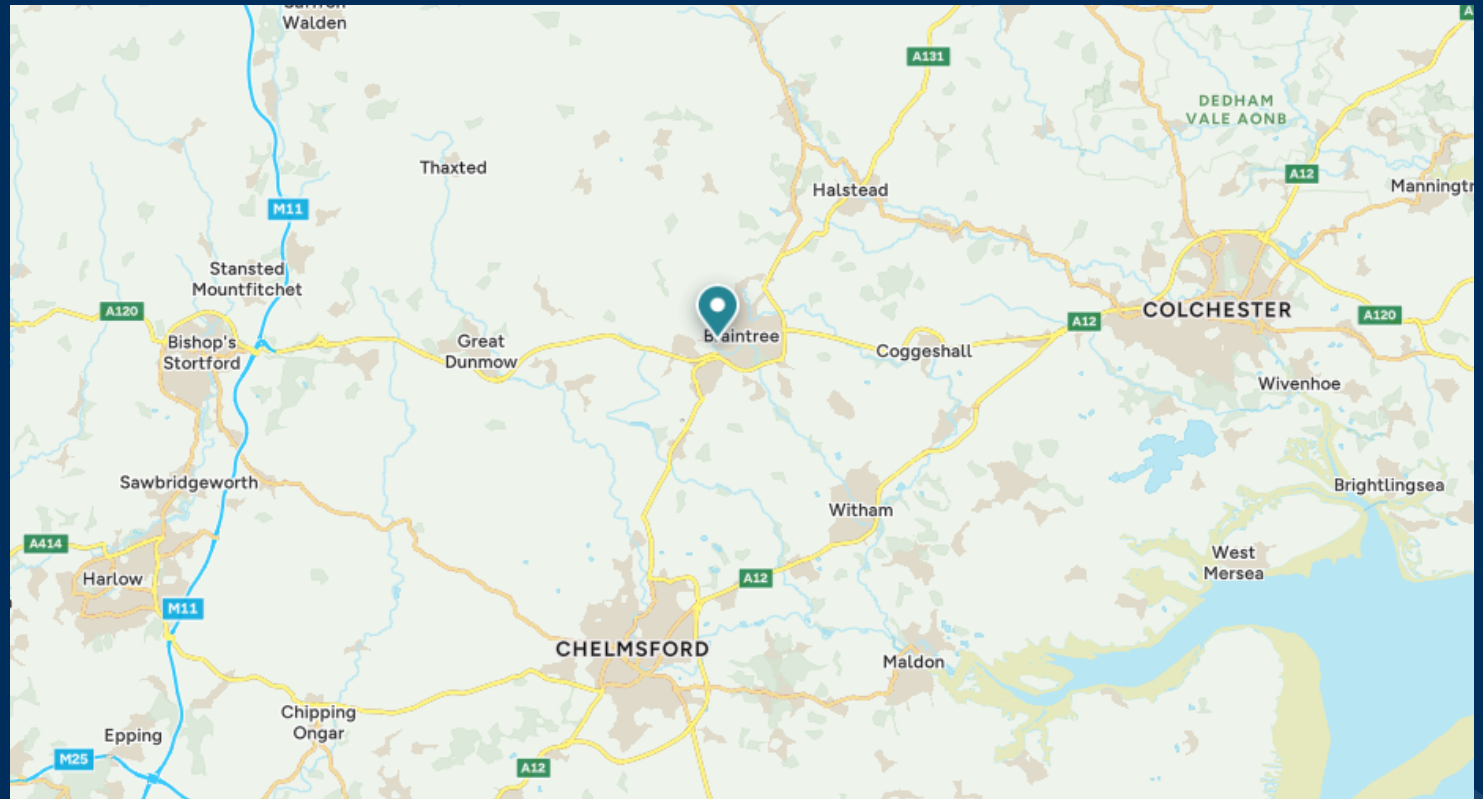 Walden
A131
DEDHAM
VALE AONB
Thaxted
A12
Halstead
M11
Stansted
Mountfitchet
A120
Bishop's
Stortford
Great
Dunmow
Braintree
Coggeshall
A12
COLCHESTER
A120
Wivenhoe
Sawbridgeworth
Witham
Brightlingsea
A414
Harlow
M11
A12
West
Mersea
CHELMSFORD
Maldon
Chipping
Ongar
Epping
M25
A12